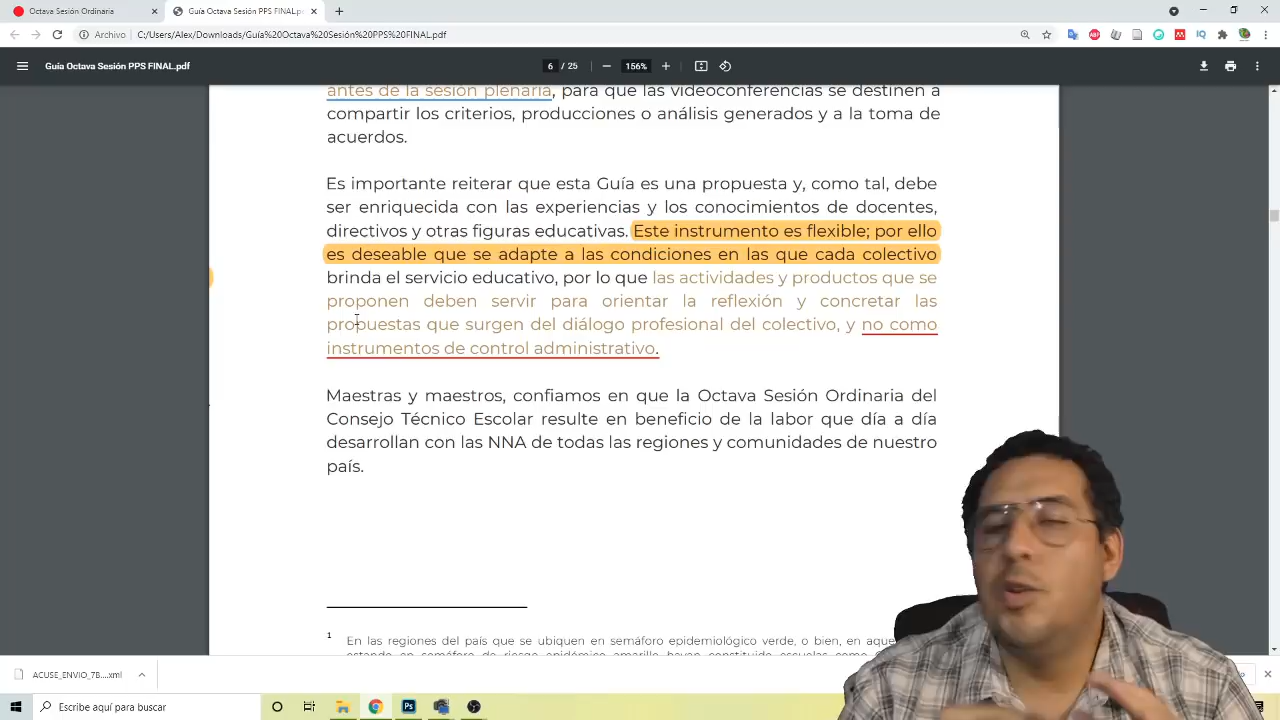 Octava Sesión Ordinaria
Guía Octava Sesión PPS FINAL.p
Archivo
C:/Users/Alex/Downloads/Guía%20Octava%20Sesión%20PPS%20FINAL.pdf
Guía Octava Sesión PPS FINAL.pdf
6 / 25
156%
antes de la sesión plenaria, para que las videoconferencias se destinen a
compartir los criterios, producciones o análisis generados y a la toma de
acuerdos.
Es importante reiterar que esta Guía es una propuesta y, como tal, debe
ser enriquecida con las experiencias y los conocimientos de docentes,
directivos y otras figuras educativas. Este instrumento es flexible; por ello
es deseable que se adapte a las condiciones en las que cada colectivo
brinda el servicio educativo, por lo que las actividades y productos que se
proponen deben servir para orientar la reflexión y concretar las
propuestas que surgen del diálogo profesional del colectivo, y no como
instrumentos de control administrativo.
Maestras y maestros, confiamos en que la Octava Sesión Ordinaria del
Consejo Técnico Escolar resulte en beneficio de la labor que día a día
desarrollan con las NNA de todas las regiones y comunidades de nuestro
país.
1
En las regiones del país que se ubiquen en semáforo epidemiológico verde, o bien, en aque
ACUSE_ENVIO_7B....xml
Escribe aquí para buscar